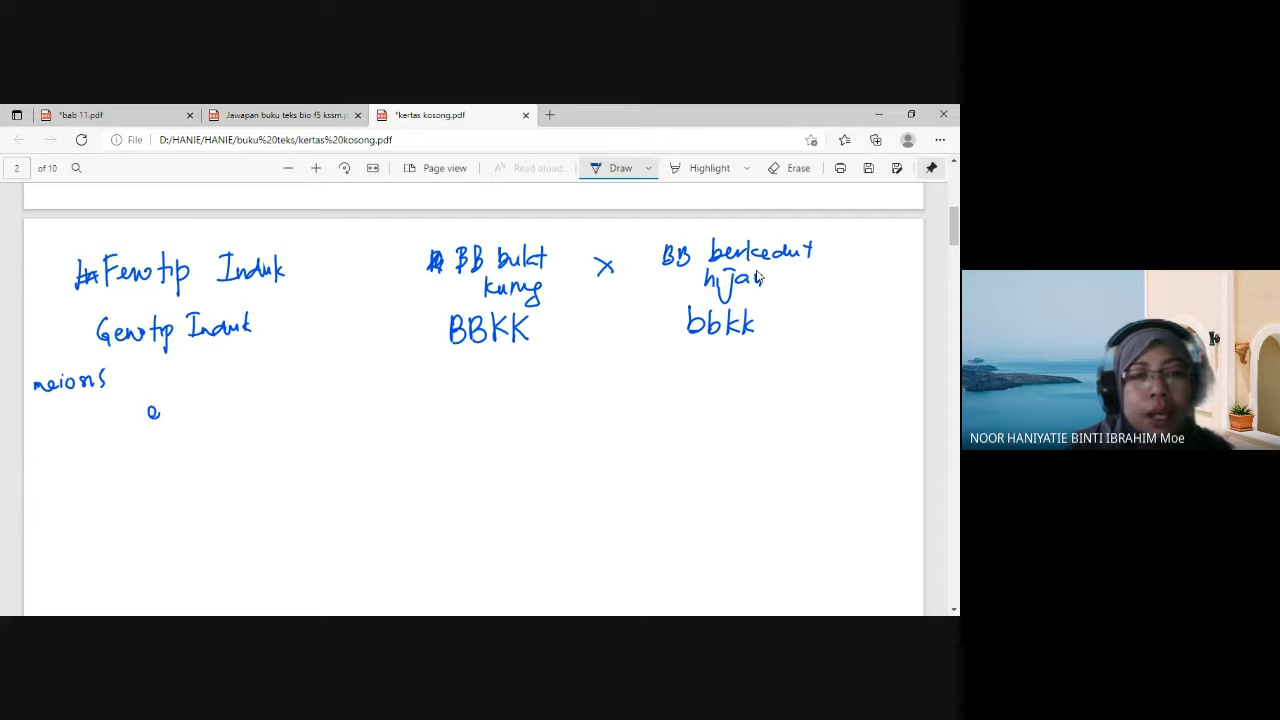 *bab 11.pdf
Jawapan buku teks bio f5 kssm.p
*kertas kosong.pdf
File
D:/HANIE/HANIE/buku%20teks/kertas%20kosong.pdf
2 of 10
Page view
Read aloud
Draw
Highlight
Erase
Fenotip Induk BB bulat X BB berkedut
kuning hijau
Genotip Induk BBKK bbkk
meiosis
NOOR HANIYATIE BINTI IBRAHIM Moe